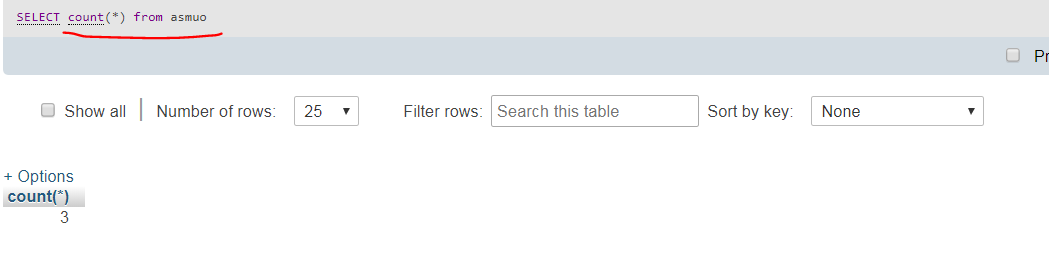 SELECT count(*) from asmuo
Pr
Show all Number of rows: 25 Filter rows: Search this table Sort by key: None
+ Options
count(*)
3